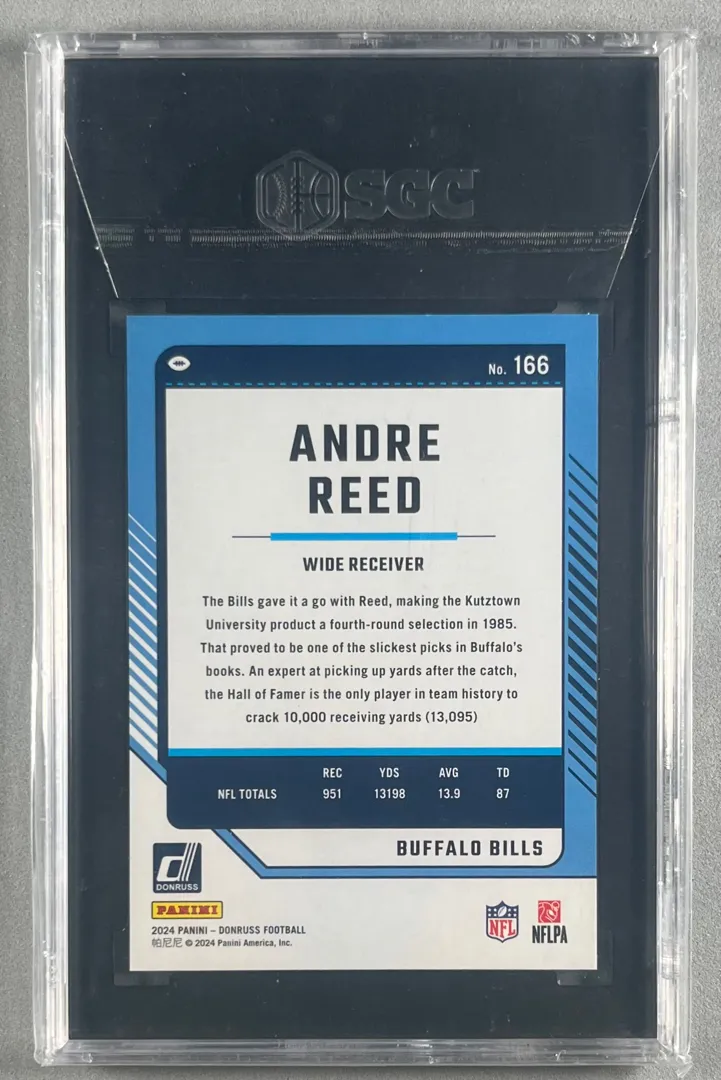 SGC
No. 166
ANDRE
REED
WIDE RECEIVER
The Bills gave it a go with Reed, making the Kutztown
University product a fourth-round selection in 1985.
That proved to be one of the slickest picks in Buffalo's
books. An expert at picking up yards after the catch,
the Hall of Famer is the only player in team history to
crack 10,000 receiving yards (13,095)
REC YDS AVG TD
NFL TOTALS 951 13198 13.9 87
BUFFALO BILLS
d
DONRUSS
PANINI
2024 PANINI – DONRUSS FOOTBALL
帕尼尼 © 2024 Panini America, Inc.
NFL
NFLPA